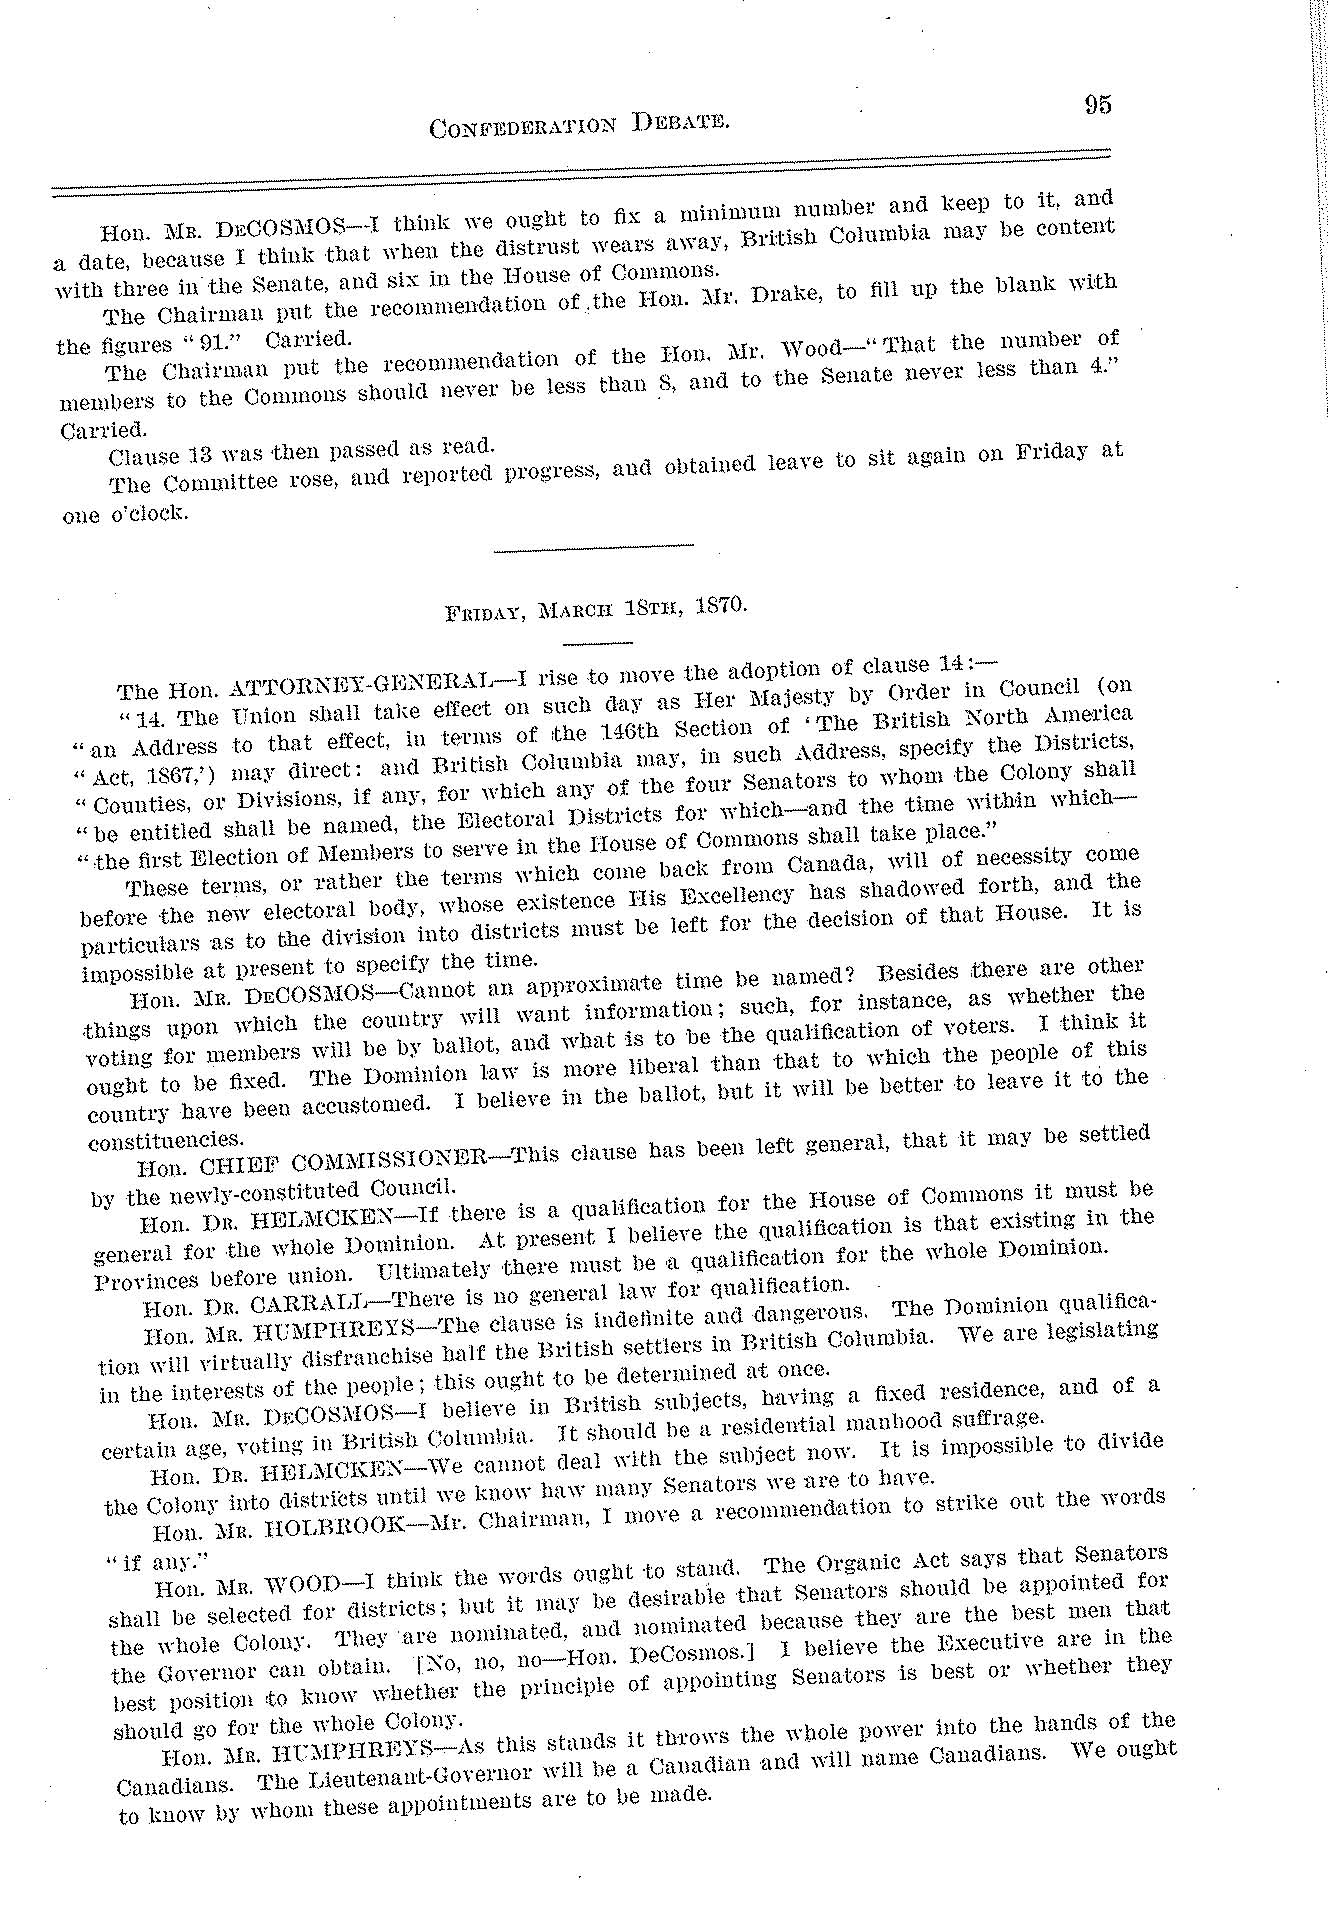 CONFEDERATION DEBATE. 95
Hon. MR. DECOSMOS—I think we ought to fix a minimum number and keep to it, and
a date, because I think that when the distrust wears away, British Columbia may be content
with three in the Senate, and six in the House of Commons.
The Chairman put the recommendation of the Hon. Mr. Drake, to fill up the blank with
the figures "91." Carried.
The Chairman put the recommendation of the Hon. Mr. Wood—"That the number of
members to the Commons should never be less than 8, and to the Senate never less than 4."
Carried.
Clause 13 was then passed as read.
The Committee rose, and reported progress, and obtained leave to sit again on Friday at
one o'clock.
FRIDAY, MARCH 18TH, 1870.
The Hon. ATTORNEY-GENERAL—I rise to move the adoption of clause 14:—
"14. The Union shall take effect on such day as Her Majesty by Order in Council (on
"an Address to that effect, in terms of the 146th Section of 'The British North America
"Act, 1867,') may direct: and British Columbia may, in such Address, specify the Districts,
"Counties, or Divisions, if any, for which any of the four Senators to whom the Colony shall
"be entitled shall be named, the Electoral Districts for which—and the time within which—
"the first Election of Members to serve in the House of Commons shall take place."
These terms, or rather the terms which come back from Canada, will of necessity come
before the new electoral body, whose existence His Excellency has shadowed forth, and the
particulars as to the division into districts must be left for the decision of that House. It is
impossible at present to specify the time.
Hon. MR. DECOSMOS—Cannot an approximate time be named? Besides there are other
things upon which the country will want information; such, for instance, as whether the
voting for members will be by ballot, and what is to be the qualification of voters. I think it
ought to be fixed. The Dominion law is more liberal than that to which the people of this
country have been accustomed. I believe in the ballot, but it will be better to leave it to the
constituencies.
Hon. CHIEF COMMISSIONER—This clause has been left general, that it may be settled
by the newly-constituted Council.
Hon. DR. HELMCKEN—If there is a qualification for the House of Commons it must be
general for the whole Dominion. At present I believe the qualification is that existing in the
Provinces before union. Ultimately there must be a qualification for the whole Dominion.
Hon. DR. CARRALL—There is no general law for qualification.
Hon. MR. HUMPHREYS—The clause is indefinite and dangerous. The Dominion qualifica-
tion will virtually disfranchise half the British settlers in British Columbia. We are legislating
in the interests of the people; this ought to be determined at once.
Hon. MR. DECOSMOS—I believe in British subjects, having a fixed residence, and of a
certain age, voting in British Columbia. It should be a residential manhood suffrage.
Hon. DR. HELMCKEN—We cannot deal with the subject now. It is impossible to divide
the Colony into districts until we know haw many Senators we are to have.
Hon. MR. HOLBROOK—Mr. Chairman, I move a recommendation to strike out the words
"if any."
Hon. MR. WOOD—I think the words ought to stand. The Organic Act says that Senators
shall be selected for districts; but it may be desirable that Senators should be appointed for
the whole Colony. They are nominated, and nominated because they are the best men that
the Governor can obtain. [No, no, no—Hon. DeCosmos.] I believe the Executive are in the
best position to know whether the principle of appointing Senators is best or whether they
should go for the whole Colony.
Hon. MR. HUMPHREYS—As this stands it throws the whole power into the hands of the
Canadians. The Lieutenant-Governor will be a Canadian and will name Canadians. We ought
to know by whom these appointments are to be made.